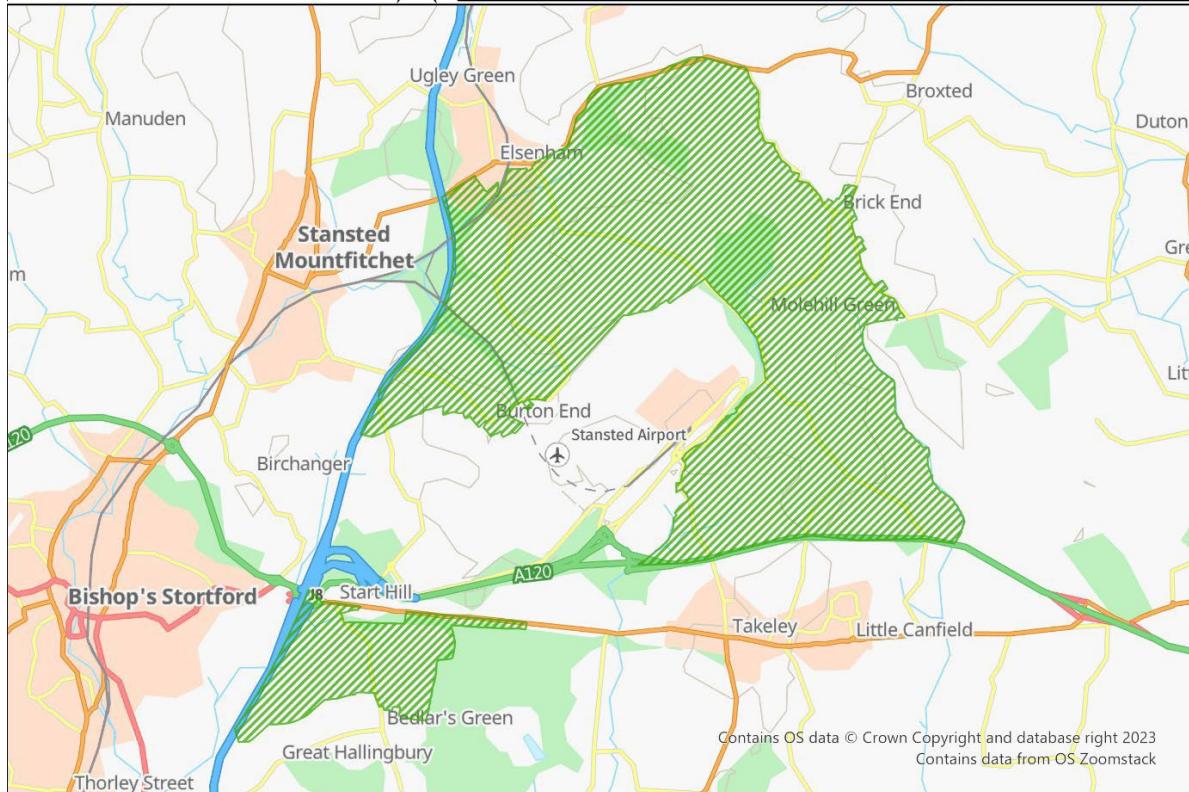 Ugley Green
Broxted
Manuden
Duton
Elsenham
Brick End
Stansted
Mountfitchet
Gre
m
Molehill Green
Litt
Burton End
Stansted Airport
120
Birchanger
A120
J8
Start Hill
Bishop's Stortford
Takeley
Little Canfield
Bedlar's Green
Great Hallingbury
Contains OS data © Crown Copyright and database right 2023
Contains data from OS Zoomstack
Thorley Street